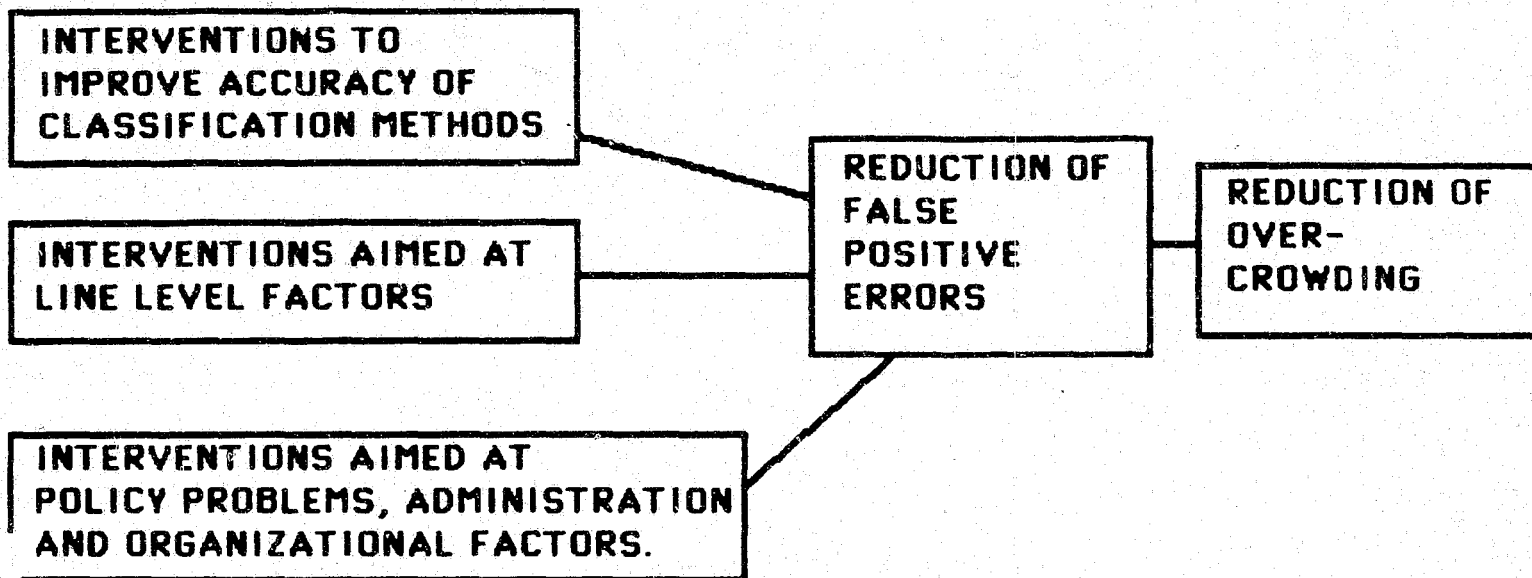 INTERVENTIONS TO
IMPROVE ACCURACY OF
CLASSIFICATION METHODS
INTERVENTIONS AIMED AT
LINE LEVEL FACTORS
INTERVENTIONS AIMED AT
POLICY PROBLEMS, ADMINISTRATION
AND ORGANIZATIONAL FACTORS.
REDUCTION OF
FALSE
POSITIVE
ERRORS
REDUCTION OF
OVER-
CROWDING